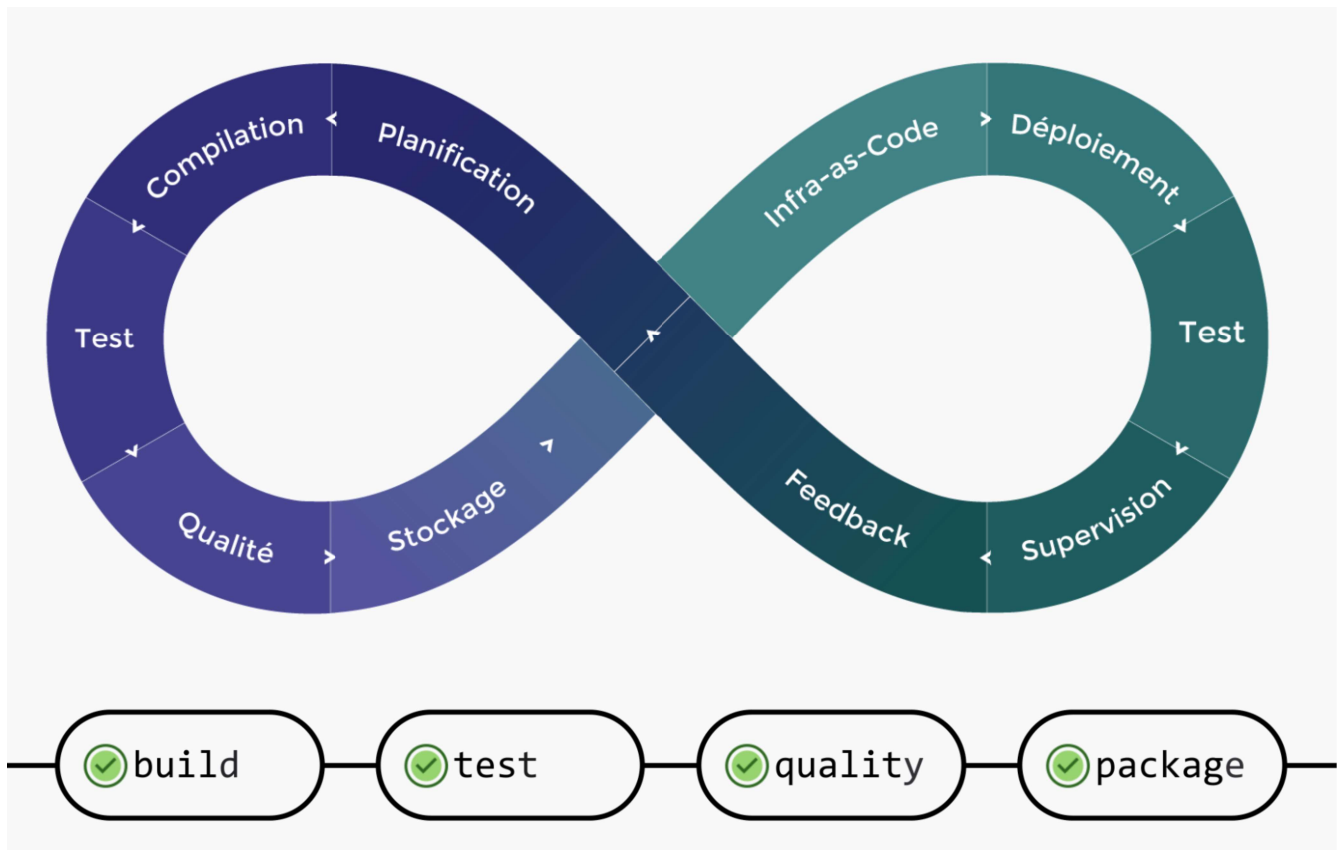 Planification
Compilation
Test
Qualité
Stockage
Infra-as-Code
Déploiement
Test
Supervision
Feedback
build
test
quality
package